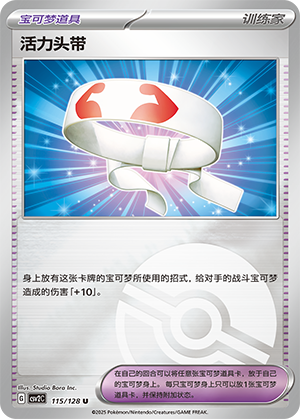 宝可梦道具
训练家
活力头带
身上放有这张卡牌的宝可梦所使用的招式，给对手的战斗宝可梦
造成的伤害「+10」。
在自己的回合可以将任意张宝可梦道具卡，放于自己
的宝可梦身上。每只宝可梦身上只可以放1张宝可梦道
具卡，并保持附加状态。
Illus. Studio Bora Inc.
G CSV2C 115/128 U
©2025 Pokémon/Nintendo/Creatures/GAME FREAK.